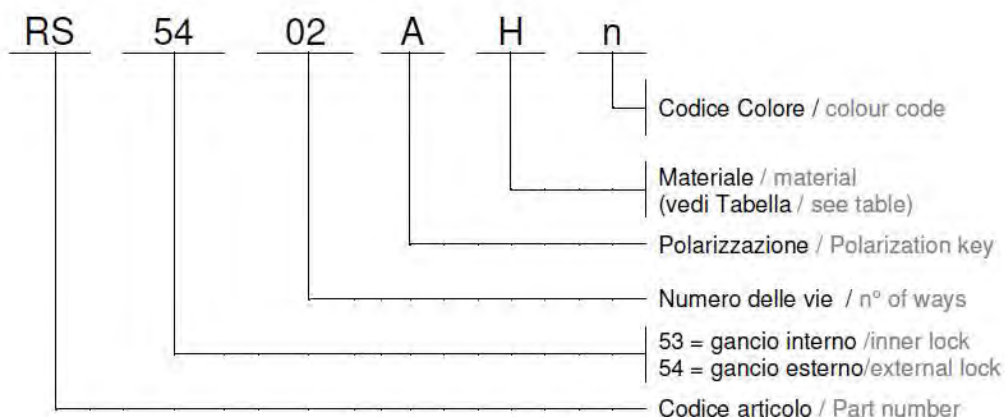 RS 54 02 A H n
Codice Colore / colour code
Materiale / material
(vedi Tabella / see table)
Polarizzazione / Polarization key
Numero delle vie / n° of ways
53 = gancio interno /inner lock
54 = gancio esterno/external lock
Codice articolo / Part number